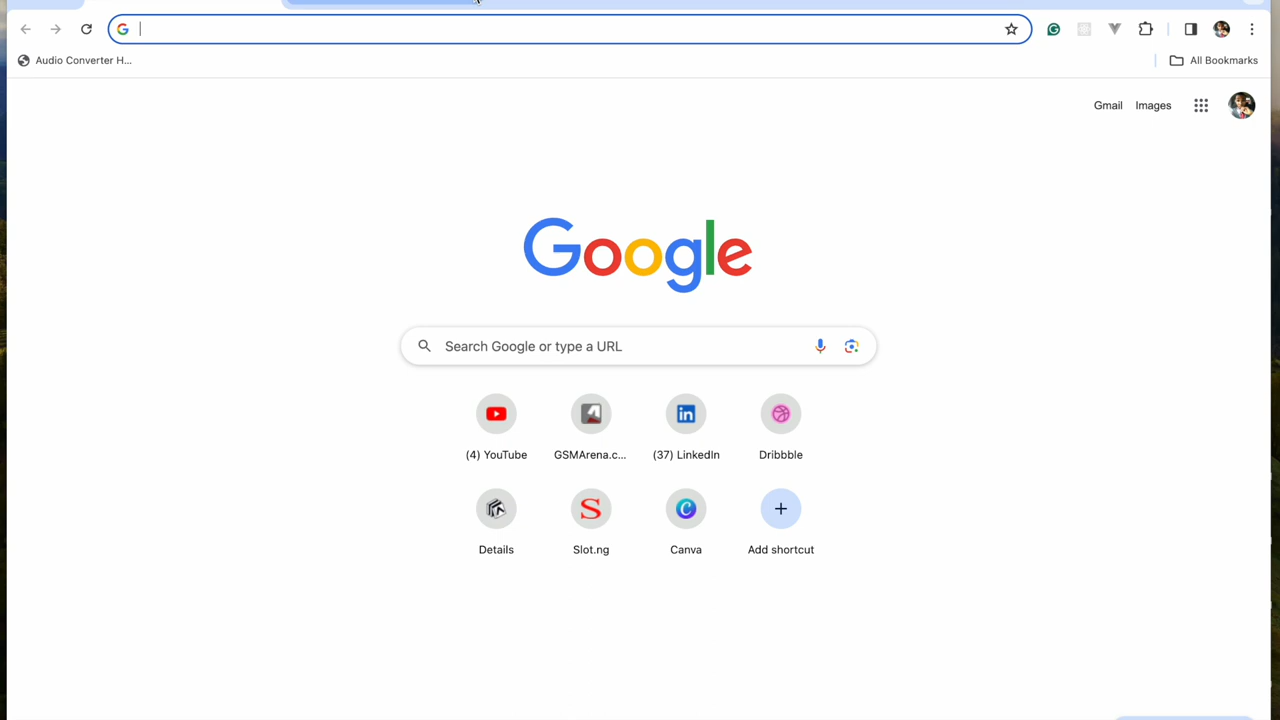 Audio Converter H...
All Bookmarks
Gmail
Images
Google
Search Google or type a URL
(4) YouTube
GSMArena.c...
(37) LinkedIn
Dribbble
Details
Slot.ng
Canva
Add shortcut